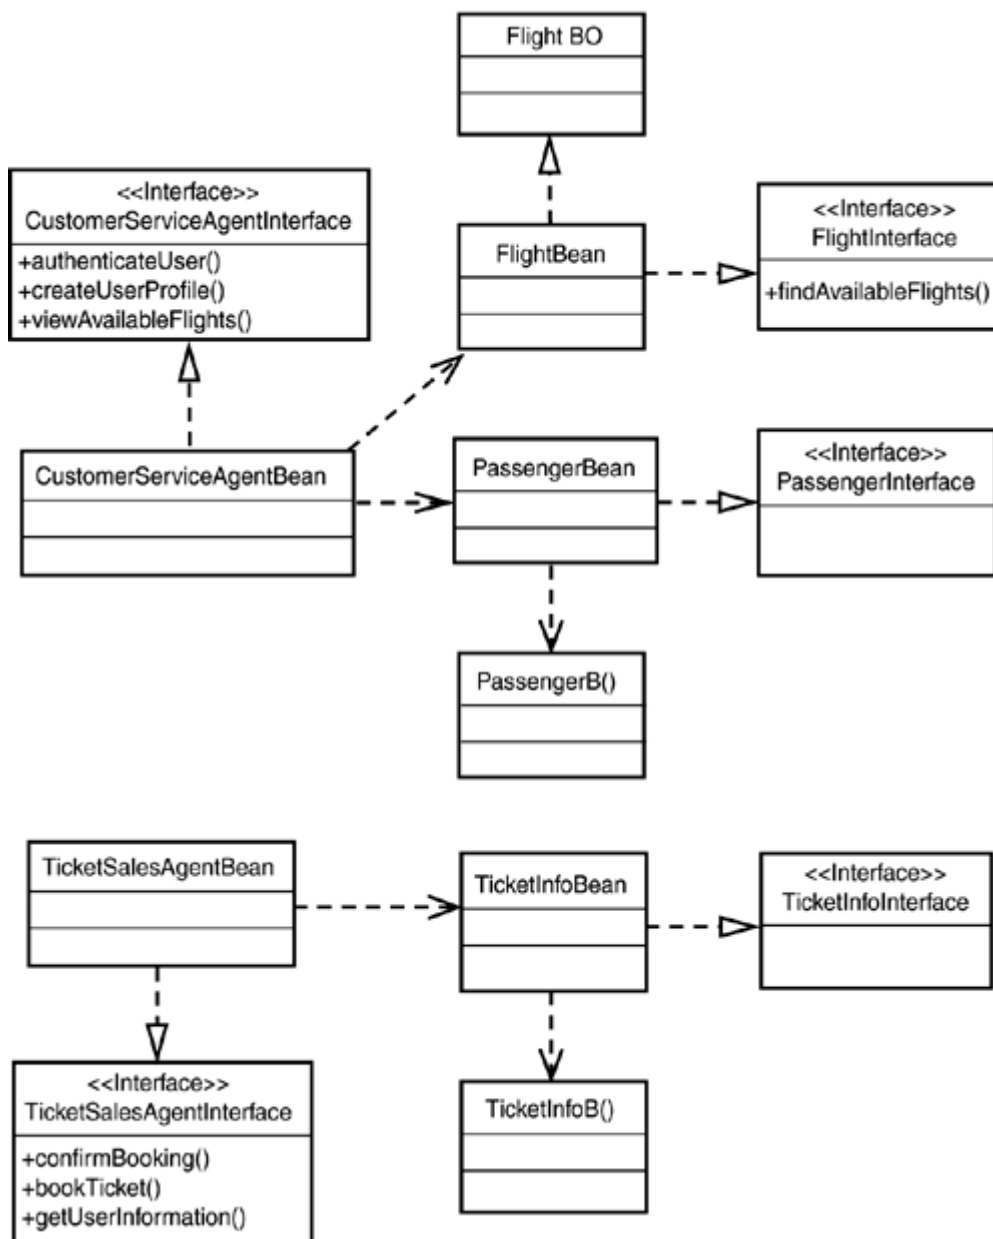 Flight BO
<<Interface>>
CustomerServiceAgentInterface
+authenticateUser()
+createUserProfile()
+viewAvailableFlights()
FlightBean
<<Interface>>
FlightInterface
+findAvailableFlights()
CustomerServiceAgentBean
PassengerBean
<<Interface>>
PassengerInterface
PassengerB()
TicketSalesAgentBean
TicketInfoBean
<<Interface>>
TicketInfoInterface
<<Interface>>
TicketSalesAgentInterface
+confirmBooking()
+bookTicket()
+getUserInformation()
TicketInfoB()